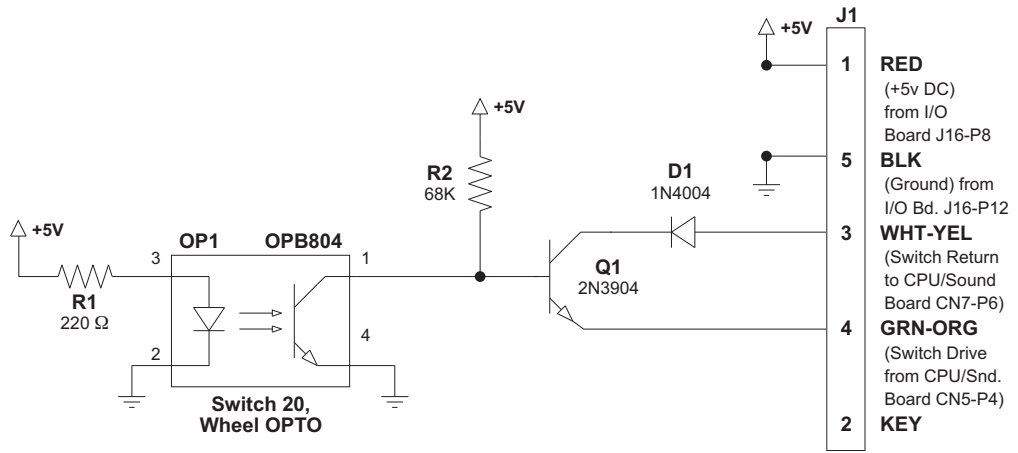 J1
+5V
1 RED
(+5v DC)
from I/O
Board J16-P8
5 BLK
(Ground) from
I/O Bd. J16-P12
3 WHT-YEL
(Switch Return
to CPU/Sound
Board CN7-P6)
4 GRN-ORG
(Switch Drive
from CPU/Snd.
Board CN5-P4)
2 KEY
+5V
R2
68K
D1
1N4004
Q1
2N3904
+5V
R1
220 Ω
OP1 OPB804
3
1
2
4
Switch 20,
Wheel OPTO